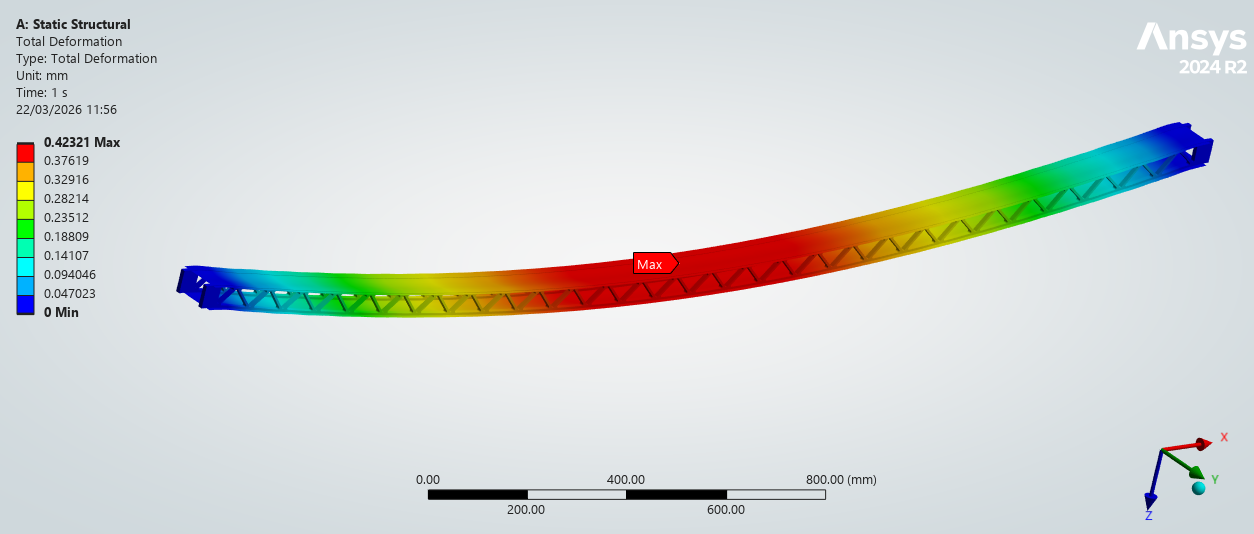 A: Static Structural
Total Deformation
Type: Total Deformation
Unit: mm
Time: 1 s
22/03/2026 11:56
0.42321 Max
0.37619
0.32916
0.28214
0.23512
0.18809
0.14107
0.094046
0.047023
0 Min
Ansys
2024 R2
Max
0.00 400.00 800.00 (mm)
200.00 600.00
X
Y
Z